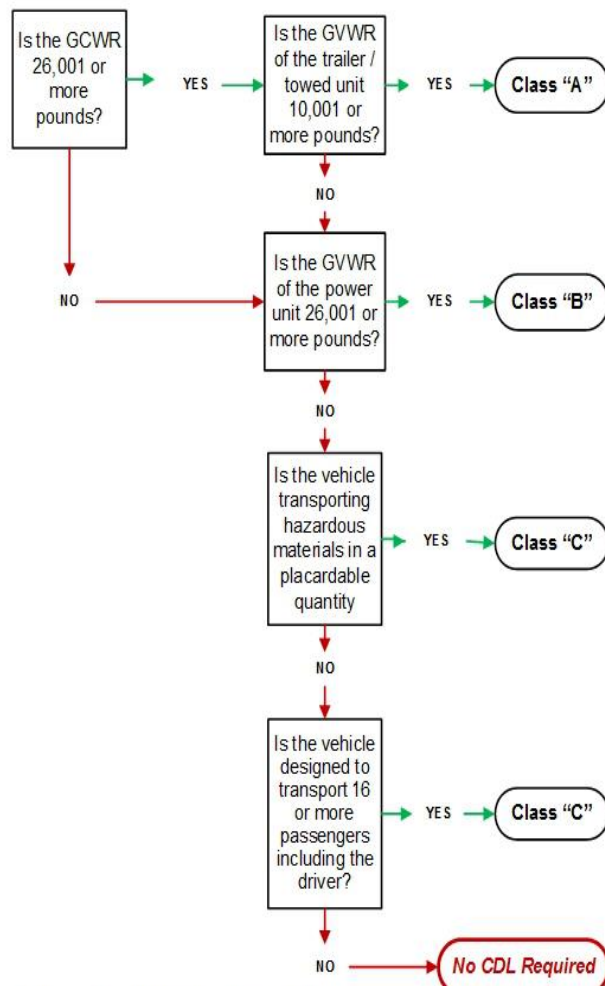 Is the GCWR
26,001 or
more
pounds?
YES
Is the GVWR
of the trailer /
towed unit
10,001 or
more pounds?
YES
Class “A”
NO
NO
Is the GVWR
of the power
unit 26,001 or
more pounds?
YES
Class “B”
NO
Is the vehicle
transporting
hazardous
materials in a
placardable
quantity
YES
Class “C”
NO
Is the vehicle
designed to
transport 16
or more
passengers
including the
driver?
YES
Class “C”
NO
No CDL Required